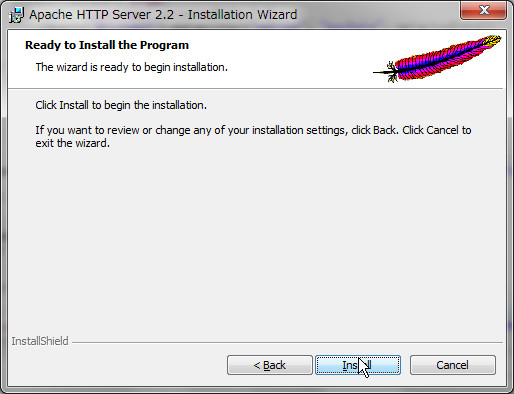 Apache HTTP Server 2.2 - Installation Wizard
Ready to Install the Program
The wizard is ready to begin installation.
Click Install to begin the installation.
If you want to review or change any of your installation settings, click Back. Click Cancel to
exit the wizard.
InstallShield
< Back
Install
Cancel